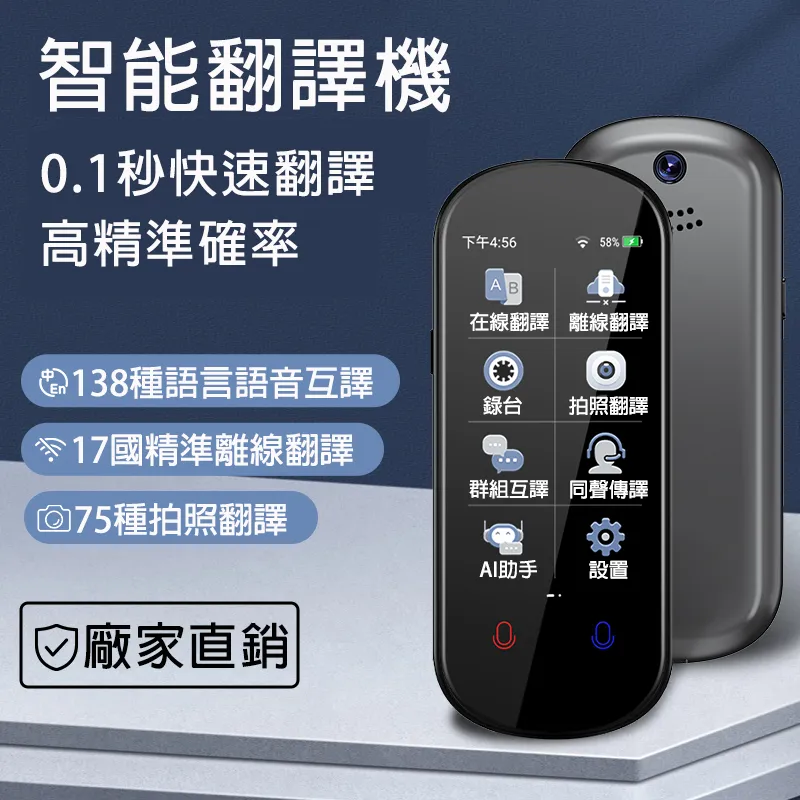 智能翻譯機
0.1秒快速翻譯
高精準確率
中En 138種語言語音互譯
17國精準離線翻譯
75種拍照翻譯
廠家直銷
下午4:56 58%
AB
在線翻譯 離線翻譯
錄台 拍照翻譯
群組互譯 同聲傳譯
AI助手 設置